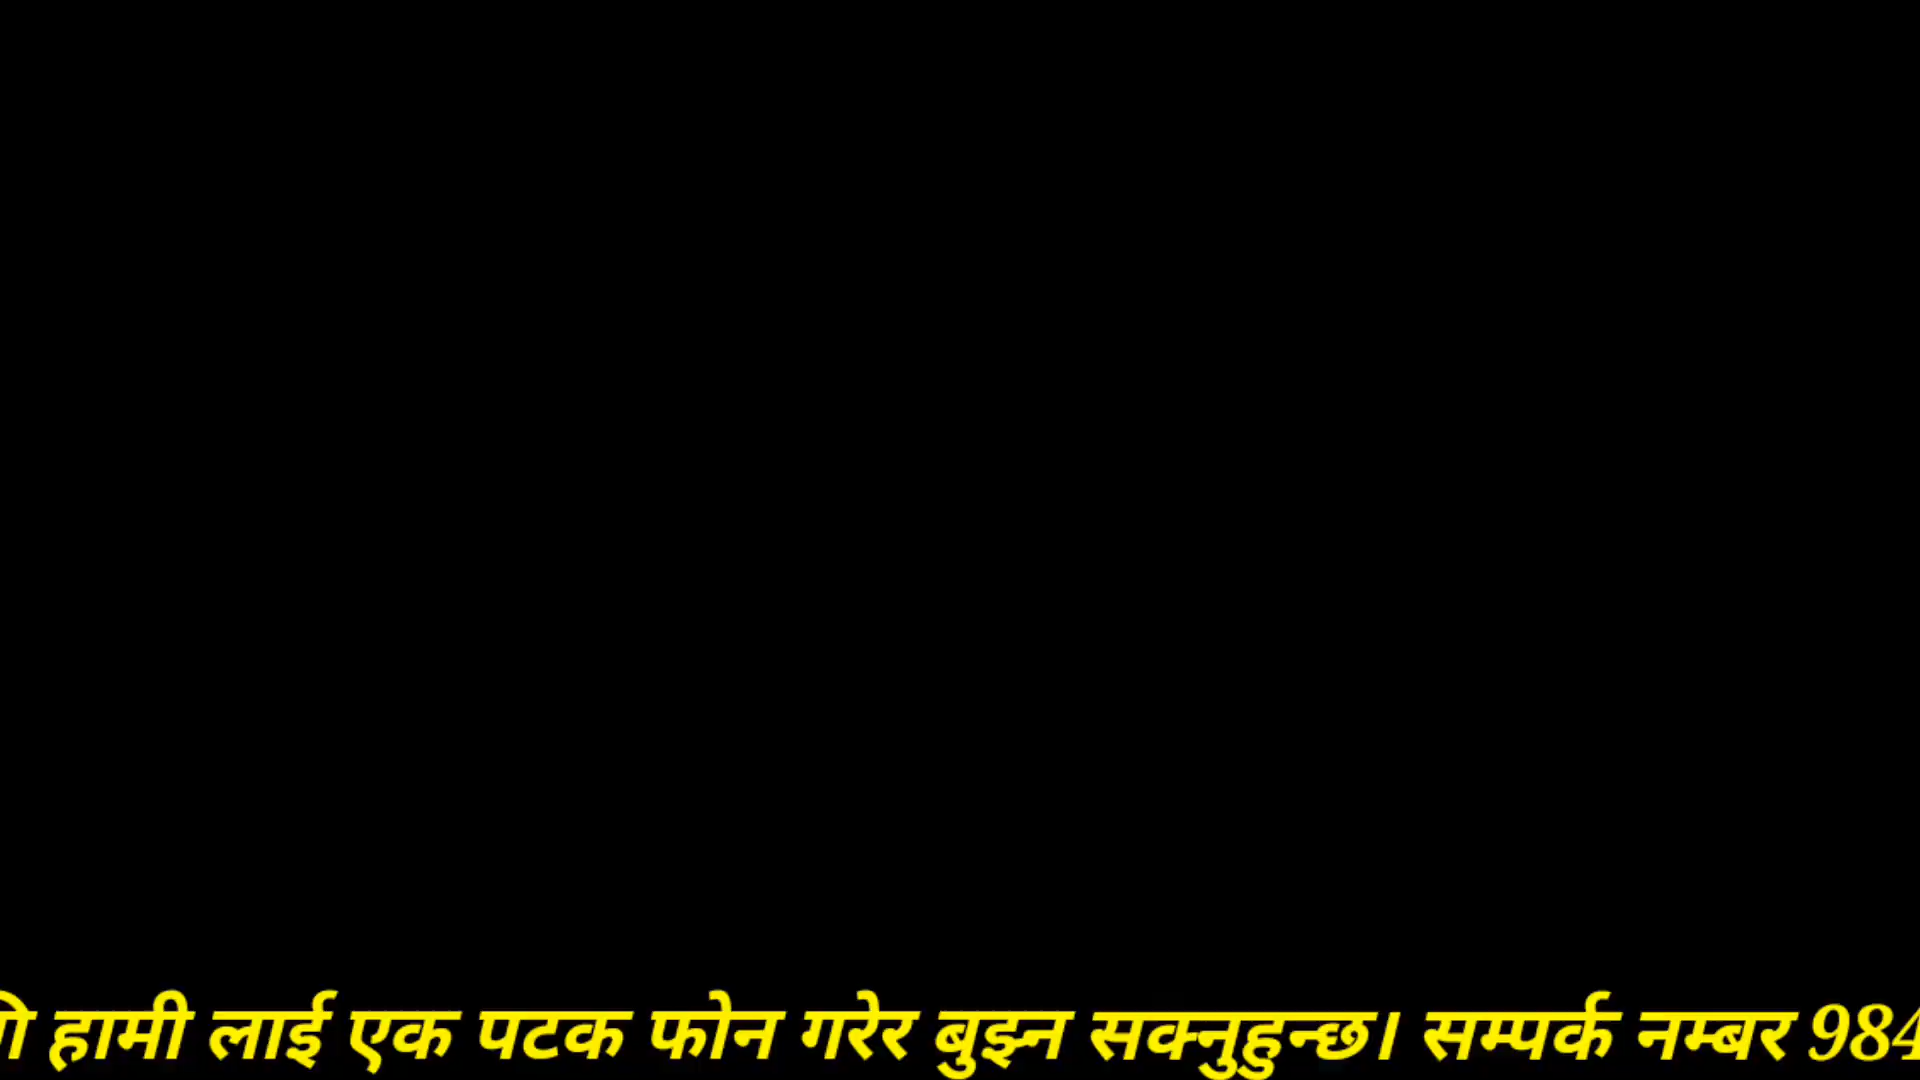 हामी लाई एक पटक फोन गरेर बुझ्न सक्नुहुन्छ। सम्पर्क नम्बर 984